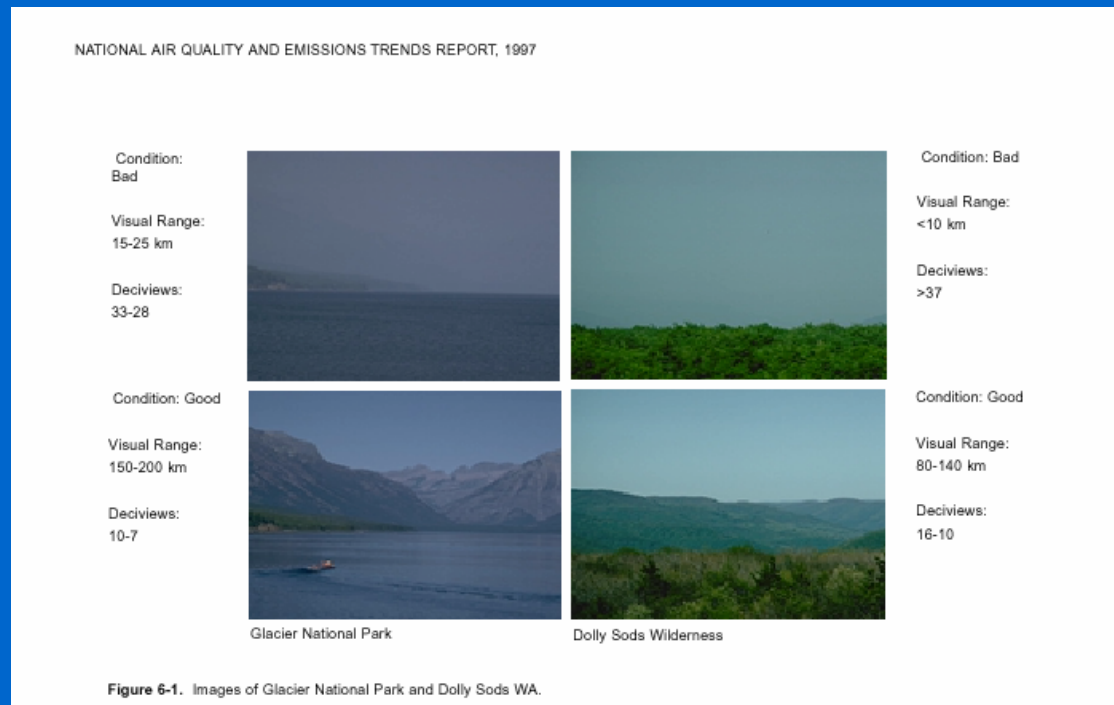 NATIONAL AIR QUALITY AND EMISSIONS TRENDS REPORT, 1997
Condition:
Bad
Visual Range:
15-25 km
Deciviews:
33-28
Condition: Bad
Visual Range:
<10 km
Deciviews:
>37
Condition: Good
Visual Range:
150-200 km
Deciviews:
10-7
Condition: Good
Visual Range:
80-140 km
Deciviews:
16-10
Glacier National Park
Dolly Sods Wilderness
Figure 6-1. Images of Glacier National Park and Dolly Sods WA.